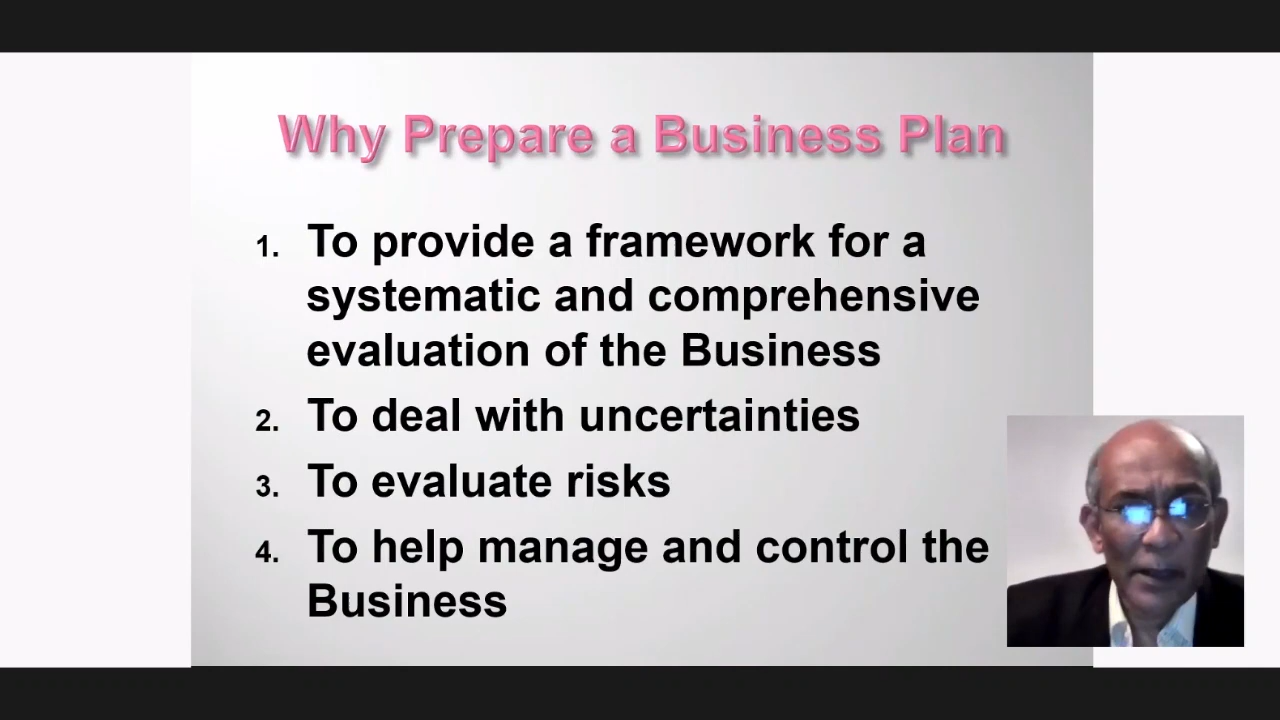 Why Prepare a Business Plan
1. To provide a framework for a
systematic and comprehensive
evaluation of the Business
2. To deal with uncertainties
3. To evaluate risks
4. To help manage and control the
Business